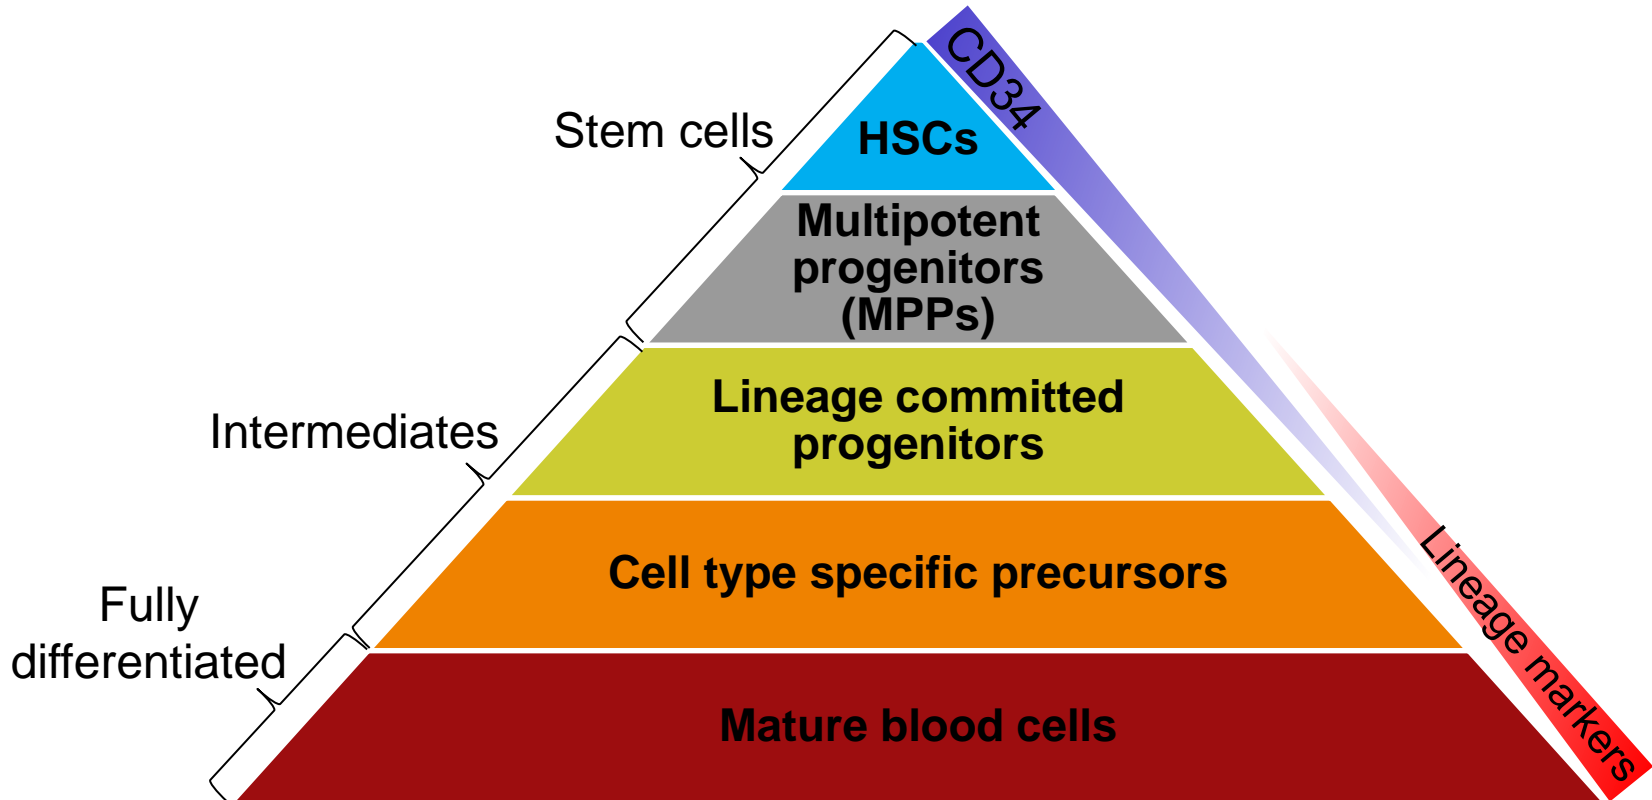 CD34
Stem cells
HSCs
Multipotent
progenitors
(MPPs)
Intermediates
Lineage committed
progenitors
Cell type specific precursors
Lineage markers
Fully
differentiated
Mature blood cells